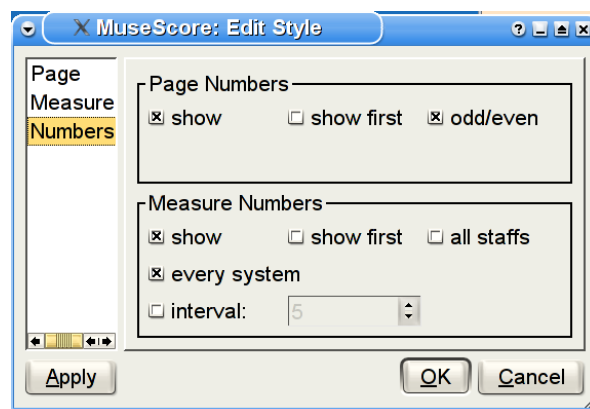 MuseScore: Edit Style
Page
Measure
Numbers
Page Numbers
show show first odd/even
Measure Numbers
show show first all staffs
every system
interval: 5
Apply OK Cancel